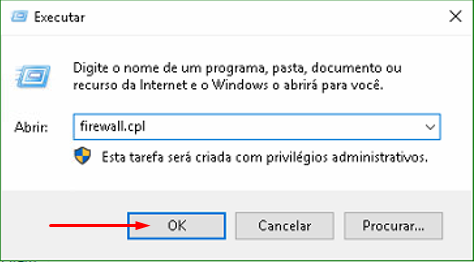 Executar
Digite o nome de um programa, pasta, documento ou
recurso da Internet e o Windows o abrirá para você.
Abrir:
firewall.cpl
Esta tarefa será criada com privilégios administrativos.
OK
Cancelar
Procurar...